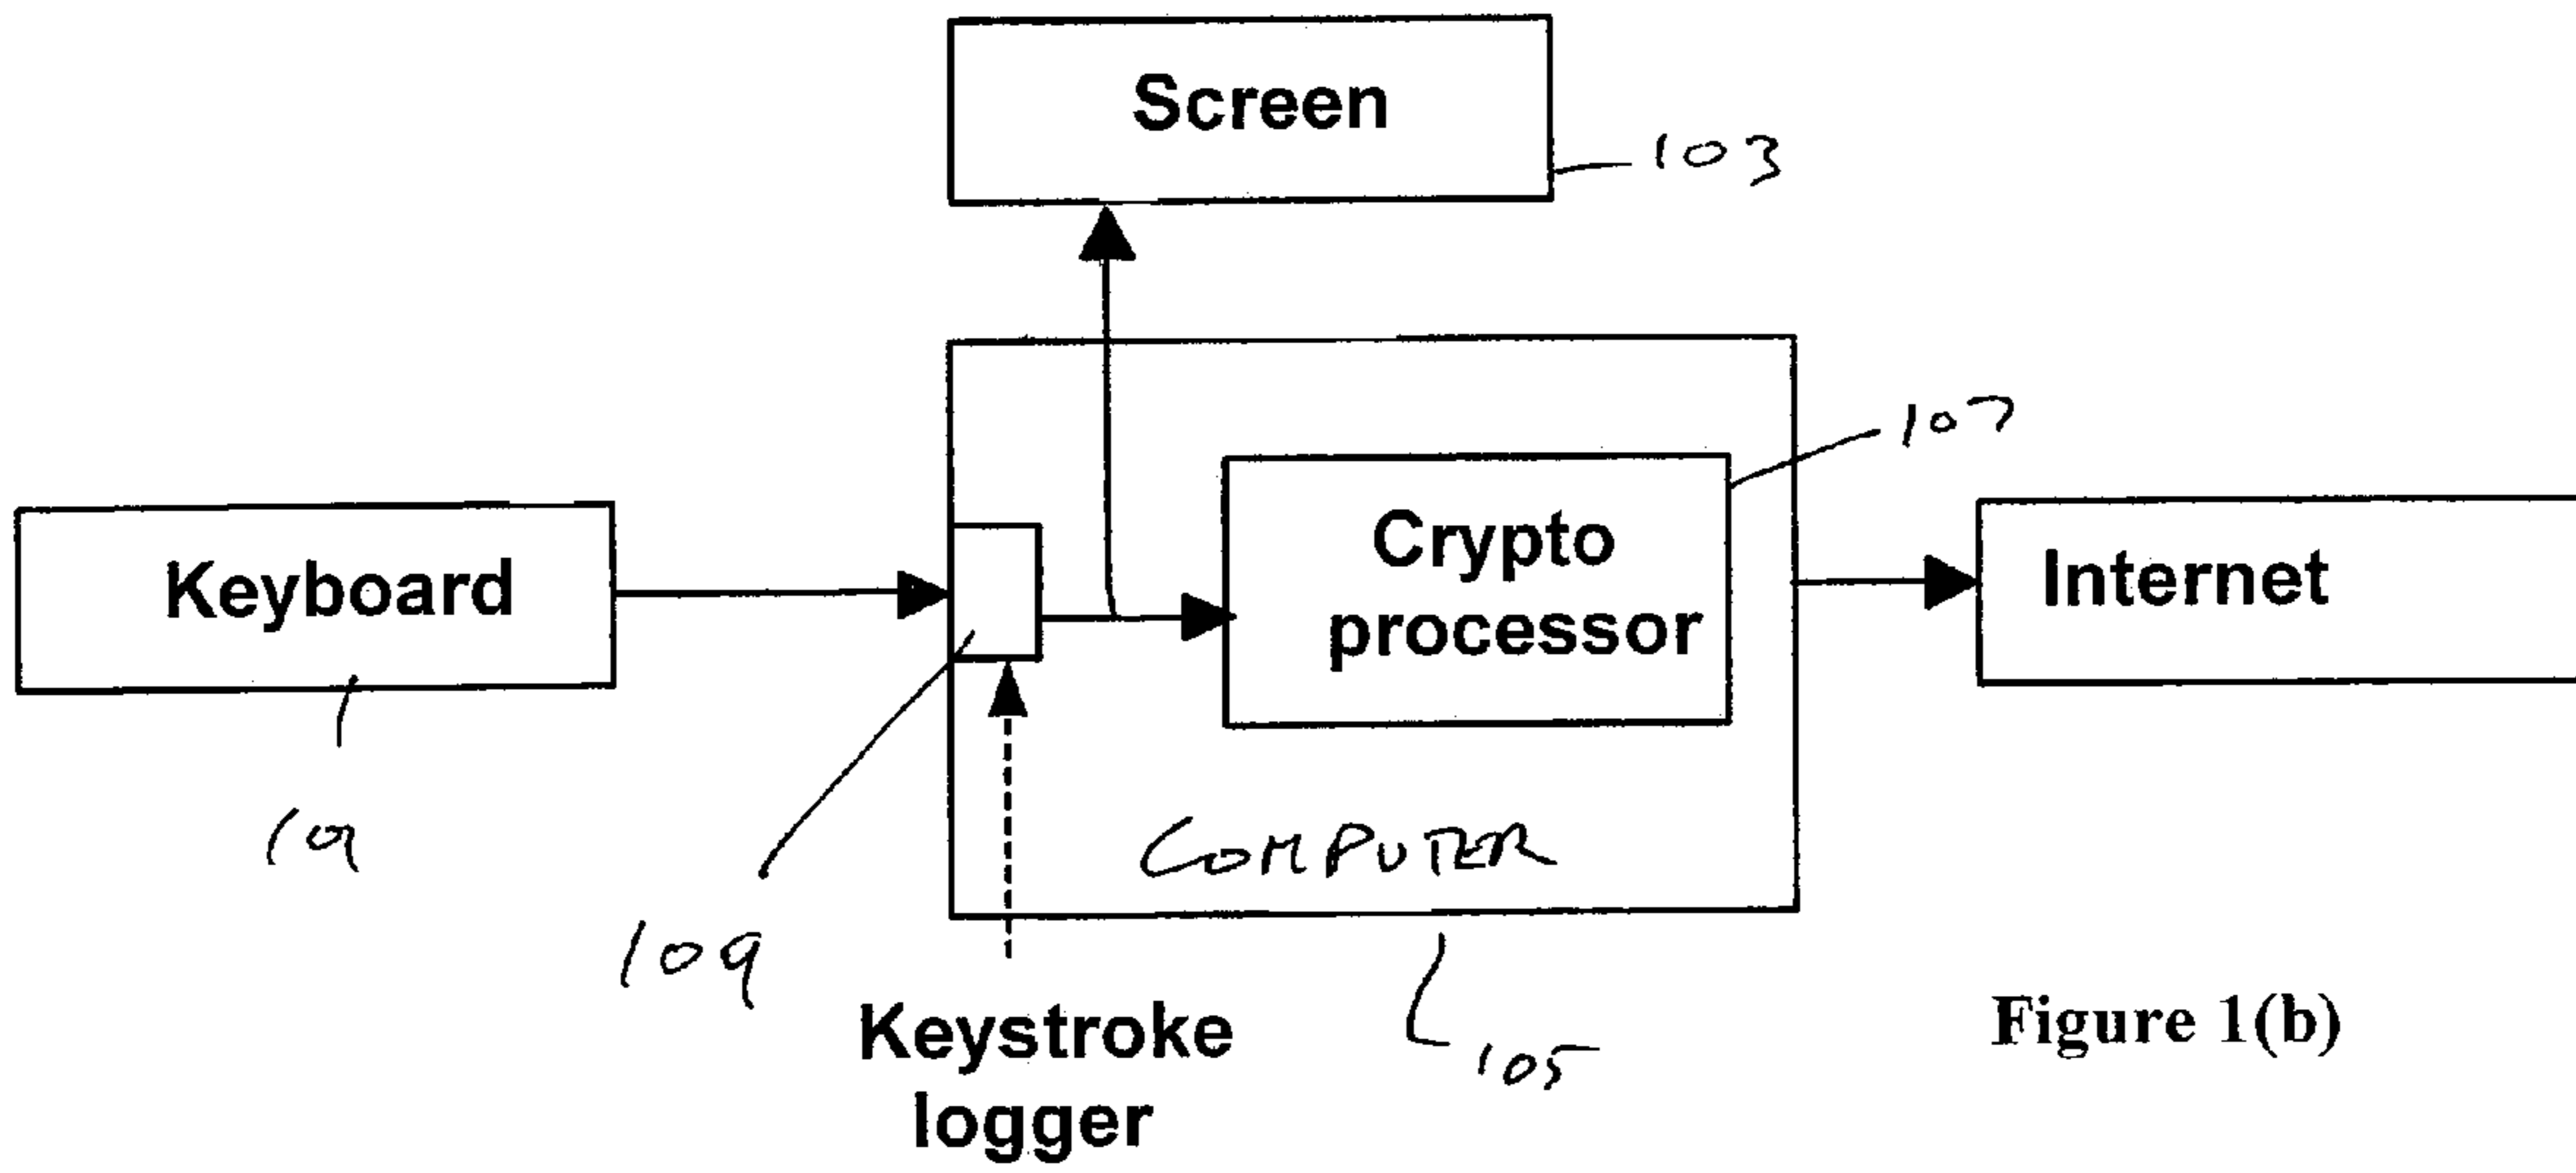 Screen
103
107
Keyboard
Crypto
processor
Internet
109
COMPUTER
105
Keystroke
logger
Figure 1(b)